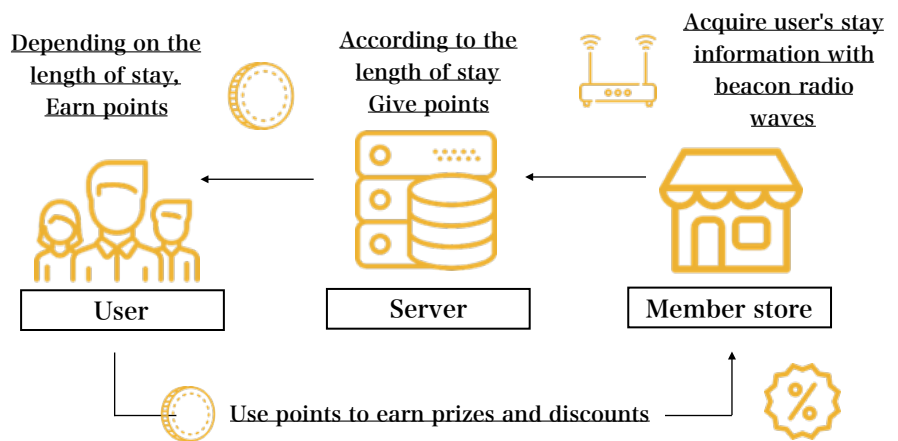 Depending on the
length of stay,
Earn points
According to the
length of stay
Give points
Acquire user's stay
information with
beacon radio
waves
User
Server
Member store
Use points to earn prizes and discounts
%